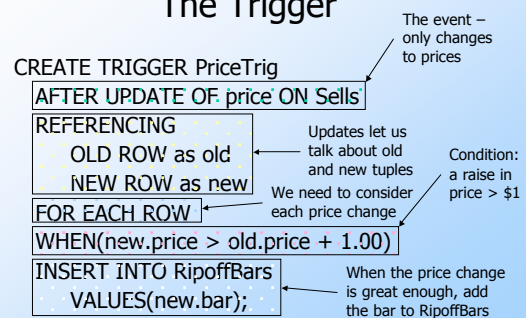 The Trigger
The event –
only changes
to prices
CREATE TRIGGER PriceTrig
AFTER UPDATE OF price ON Sells
REFERENCING
OLD ROW as old
NEW ROW as new
Updates let us
talk about old
and new tuples
Condition:
a raise in
price > $1
FOR EACH ROW
We need to consider
each price change
WHEN(new.price > old.price + 1.00)
INSERT INTO RipoffBars
VALUES(new.bar);
When the price change
is great enough, add
the bar to RipoffBars